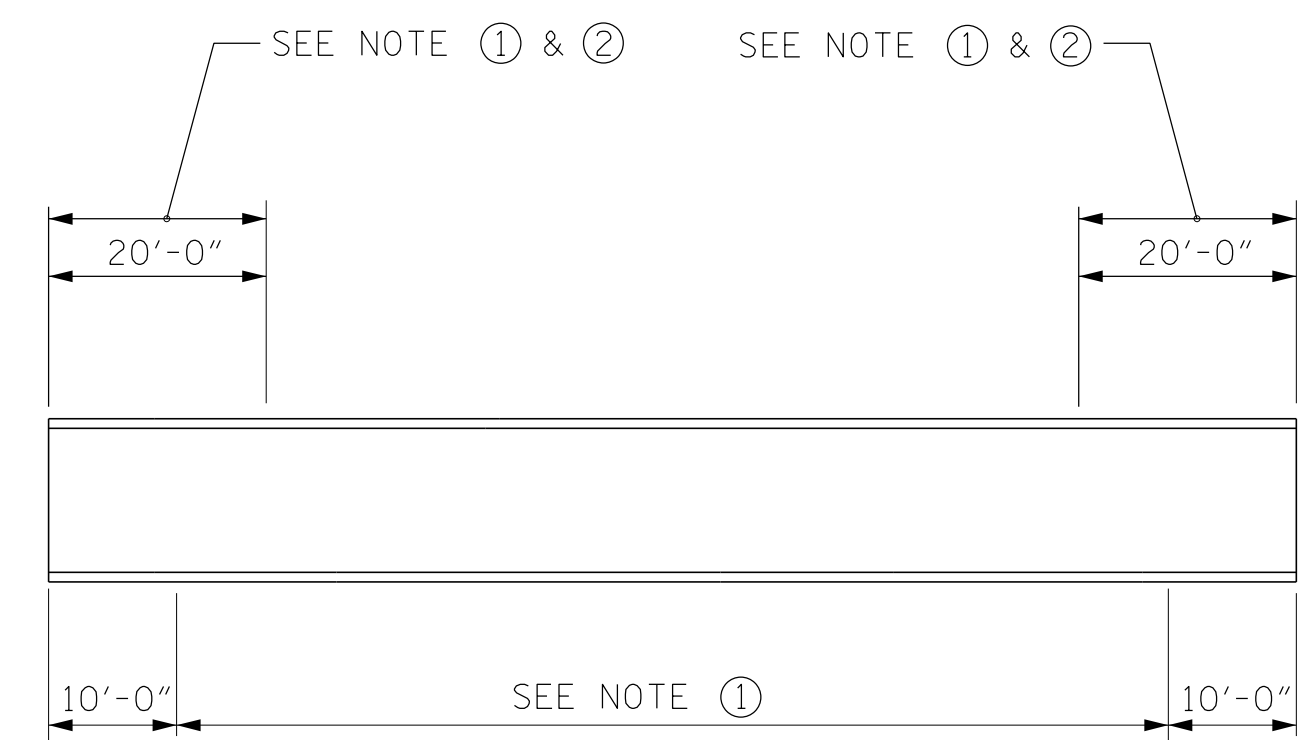 SEE NOTE ① & ② SEE NOTE ① & ②
20'-0" 20'-0"
10'-0" SEE NOTE ① 10'-0"